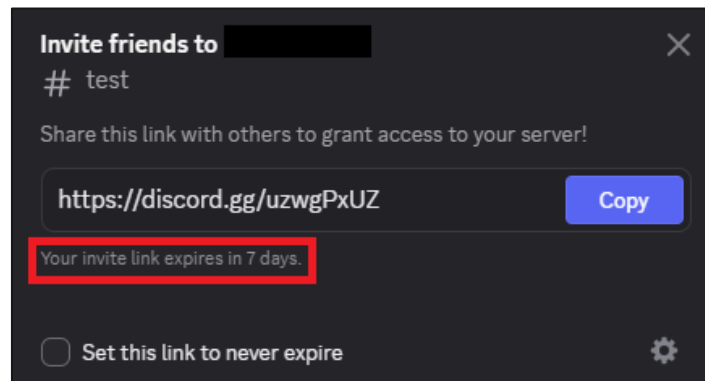 Invite friends to
# test
Share this link with others to grant access to your server!
https://discord.gg/uzwgPxUZ Copy
Your invite link expires in 7 days.
Set this link to never expire